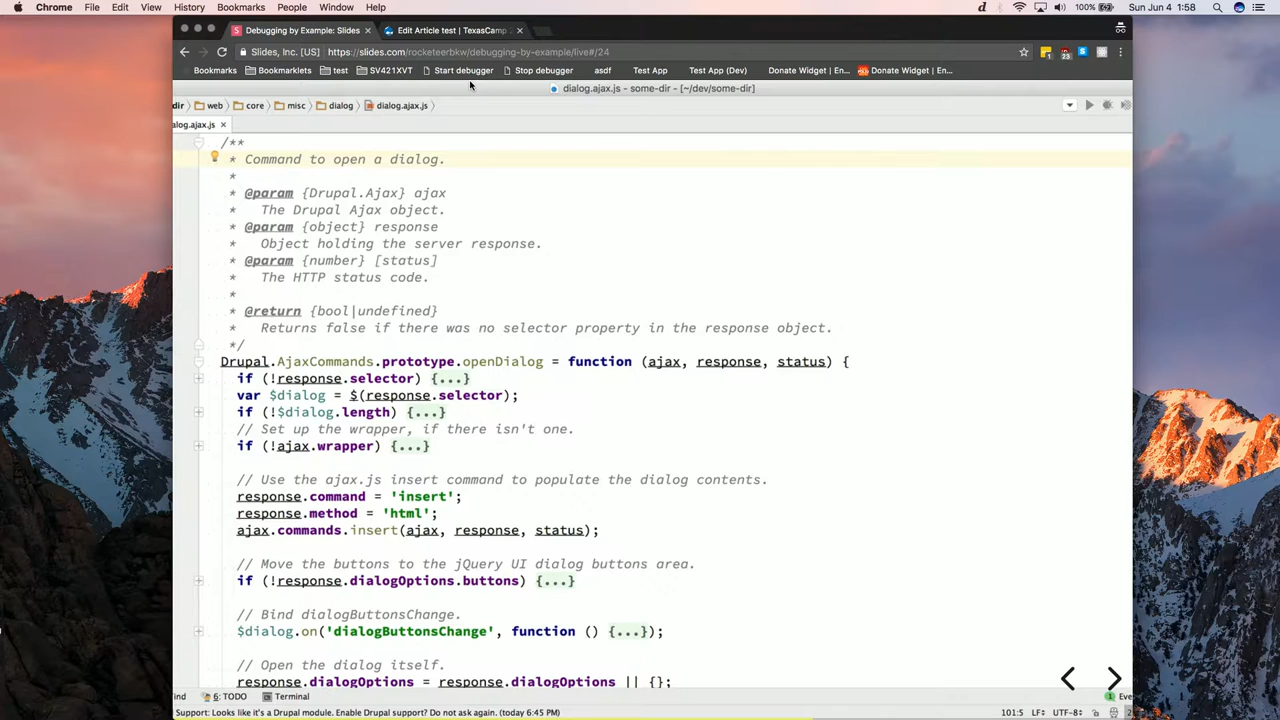 Chrome File Edit View History Bookmarks People Window Help
d 100% Sun Jun 4 1:58
Debugging by Example: Slides
Edit Article test | TexasCamp
Slides, Inc. [US] https://slides.com/rocketeerbkw/debugging-by-example/live#/24
1 23
Bookmarks Bookmarklets test SV421XVT Start debugger Stop debugger asdf Test App Test App (Dev) Donate Widget | En... Donate Widget | En...
dialog.ajax.js - some-dir - [~/dev/some-dir]
dir web core misc dialog dialog.ajax.js
alog.ajax.js
/**
* Command to open a dialog.
*
* @param {Drupal.Ajax} ajax
* The Drupal Ajax object.
* @param {object} response
* Object holding the server response.
* @param {number} [status]
* The HTTP status code.
*
* @return {bool|undefined}
* Returns false if there was no selector property in the response object.
*/
Drupal.AjaxCommands.prototype.openDialog = function (ajax, response, status) {
if (!response.selector) {...}
var $dialog = $(response.selector);
if (!$dialog.length) {...}
// Set up the wrapper, if there isn't one.
if (!ajax.wrapper) {...}
// Use the ajax.js insert command to populate the dialog contents.
response.command = 'insert';
response.method = 'html';
ajax.commands.insert(ajax, response, status);
// Move the buttons to the jQuery UI dialog buttons area.
if (!response.dialogOptions.buttons) {...}
// Bind dialogButtonsChange.
$dialog.on('dialogButtonsChange', function () {...});
// Open the dialog itself.
response.dialogOptions = response.dialogOptions || {};
ind 6: TODO Terminal 1 Eve
Support: Looks like it's a Drupal module. Enable Drupal support? Do not ask again. (today 6:45 PM) 101:5 LF÷ UTF-8÷